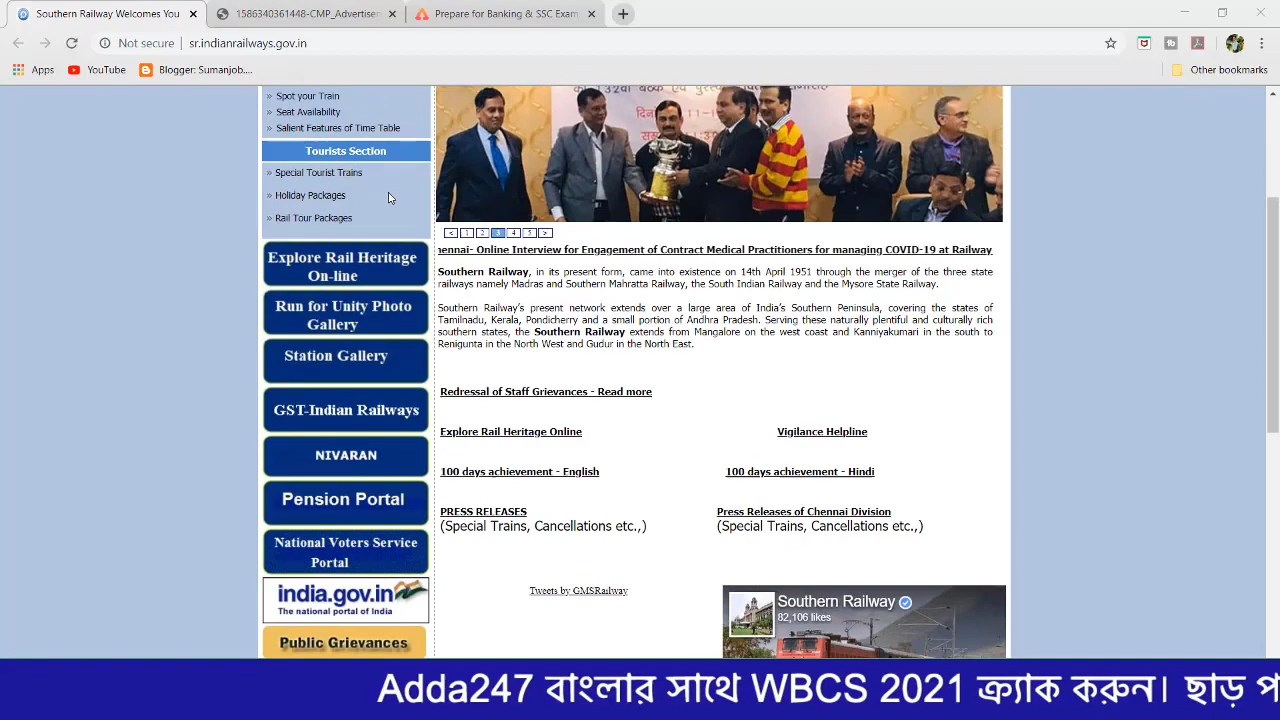 Southern Railway Welcomes You
1586340361448-CMP_Advertisen
Prepare for Banking & SSC Exam
Not secure
sr.indianrailways.gov.in
Apps
YouTube
Blogger: Sumanjob....
Other bookmarks
» Spot your Train
» Seat Availability
» Salient Features of Time Table
Tourists Section
» Special Tourist Trains
» Holiday Packages
» Rail Tour Packages
Explore Rail Heritage
On-line
Run for Unity Photo
Gallery
Station Gallery
GST-Indian Railways
NIVARAN
Pension Portal
National Voters Service
Portal
india.gov.in
The national portal of India
Public Grievances
< 1 2 3 4 5 >
ennai- Online Interview for Engagement of Contract Medical Practitioners for managing COVID-19 at Railway
Southern Railway, in its present form, came into existence on 14th April 1951 through the merger of the three state
railways namely Madras and Southern Mahratta Railway, the South Indian Railway and the Mysore State Railway.
Southern Railway's present network extends over a large area of India's Southern Peninsula, covering the states of
Tamilnadu, Kerala, Pondicherry and a small portion of Andhra Pradesh. Serving these naturally plentiful and culturally rich
southern states, the Southern Railway extends from Mangalore on the west coast and Kanniyakumari in the south to
Renigunta in the North West and Gudur in the North East.
Redressal of Staff Grievances - Read more
Explore Rail Heritage Online
Vigilance Helpline
100 days achievement - English
100 days achievement - Hindi
PRESS RELEASES
(Special Trains, Cancellations etc.,)
Press Releases of Chennai Division
(Special Trains, Cancellations etc.,)
Tweets by GMSRailway
Southern Railway
82,106 likes
Adda247 বাংলার সাথে WBCS 2021 ক্র্যাক করুন। ছাড় প